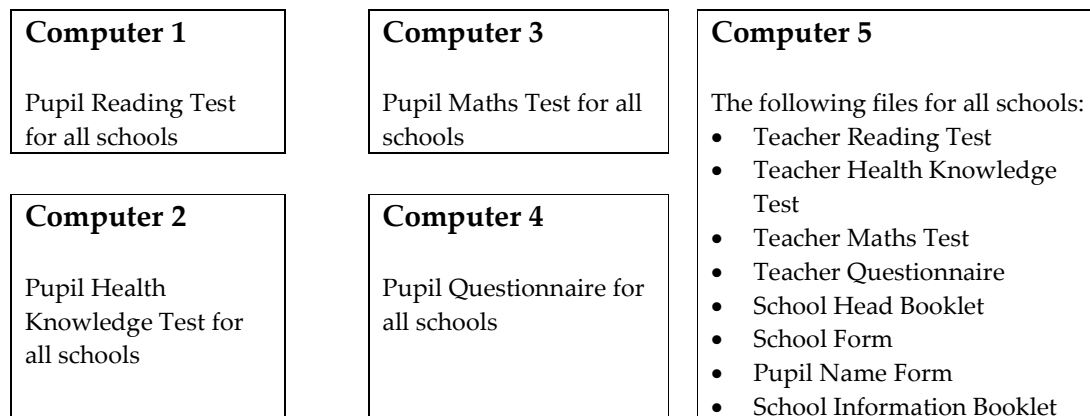 Computer 1
Pupil Reading Test
for all schools
Computer 2
Pupil Health
Knowledge Test for
all schools
Computer 3
Pupil Maths Test for all
schools
Computer 4
Pupil Questionnaire for
all schools
Computer 5
The following files for all schools:
• Teacher Reading Test
• Teacher Health Knowledge
Test
• Teacher Maths Test
• Teacher Questionnaire
• School Head Booklet
• School Form
• Pupil Name Form
• School Information Booklet